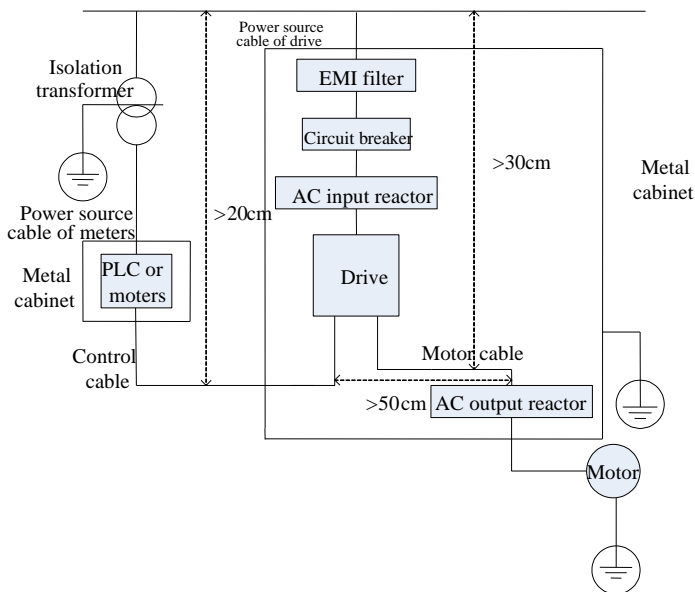 Power source
cable of drive
Isolation
transformer
EMI filter
Circuit breaker
>30cm
Metal
cabinet
AC input reactor
>20cm
Power source
cable of meters
Metal
cabinet
PLC or
moters
Drive
Control
cable
Motor cable
>50cm
AC output reactor
Motor